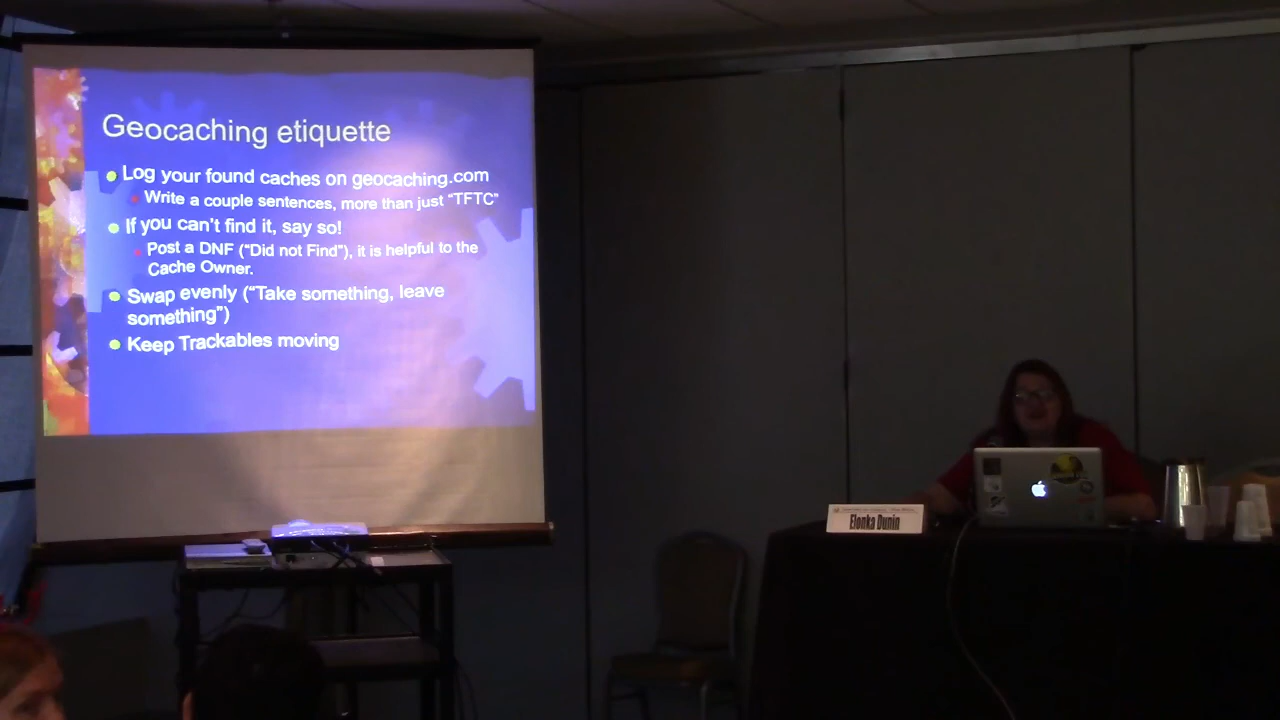 Geocaching etiquette
Log your found caches on geocaching.com
Write a couple sentences, more than just “TFTC”
If you can’t find it, say so!
Post a DNF (“Did not Find”), it is helpful to the
Cache Owner.
Swap evenly (“Take something, leave
something”)
Keep Trackables moving
Elonka Dunin